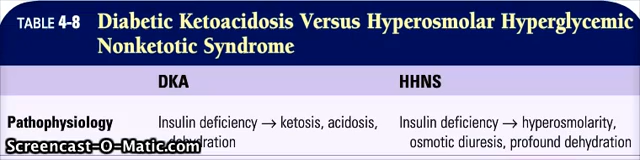 TABLE 4-8 Diabetic Ketoacidosis Versus Hyperosmolar Hyperglycemic
Nonketotic Syndrome
DKA HHNS
Pathophysiology Insulin deficiency → ketosis, acidosis, Insulin deficiency → hyperosmolarity,
dehydration osmotic diuresis, profound dehydration
Screencast-O-Matic.com